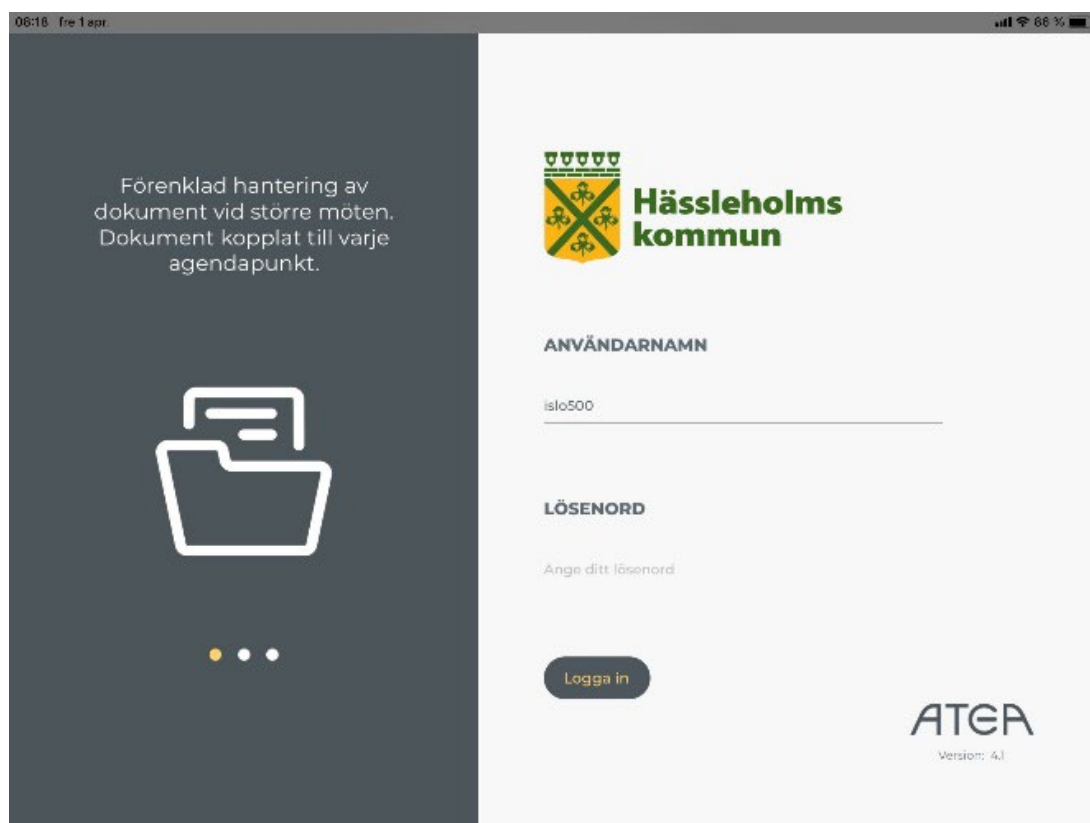 08:18 fre 1 apr.
86 %
Förenklad hantering av
dokument vid större möten.
Dokument kopplat till varje
agendapunkt.
Hässleholms
kommun
ANVÄNDARNAMN
islo500
LÖSENORD
Ange ditt lösenord
Logga in
ATEA
Version: 4.1